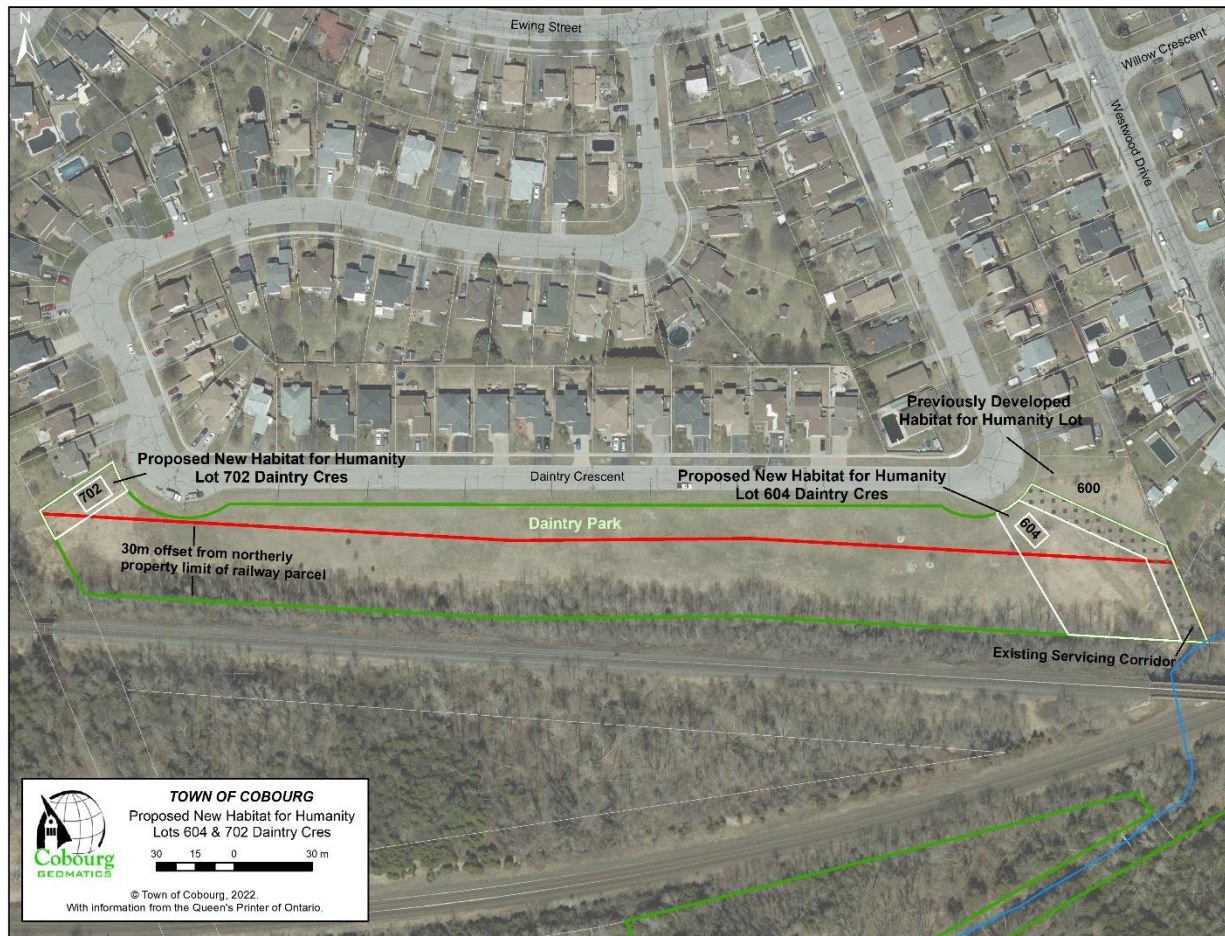 N
Ewing Street
Willow Crescent
Westwood Drive
Previously Developed
Habitat for Humanity Lot
Proposed New Habitat for Humanity
Lot 702 Daintry Cres
702
Daintry Crescent
Proposed New Habitat for Humanity
Lot 604 Daintry Cres
600
604
Daintry Park
30m offset from northerly
property limit of railway parcel
Existing Servicing Corridor
Cobourg
GEOMATICS
TOWN OF COBOURG
Proposed New Habitat for Humanity
Lots 604 & 702 Daintry Cres
30 15 0 30 m
© Town of Cobourg, 2022.
With information from the Queen's Printer of Ontario.